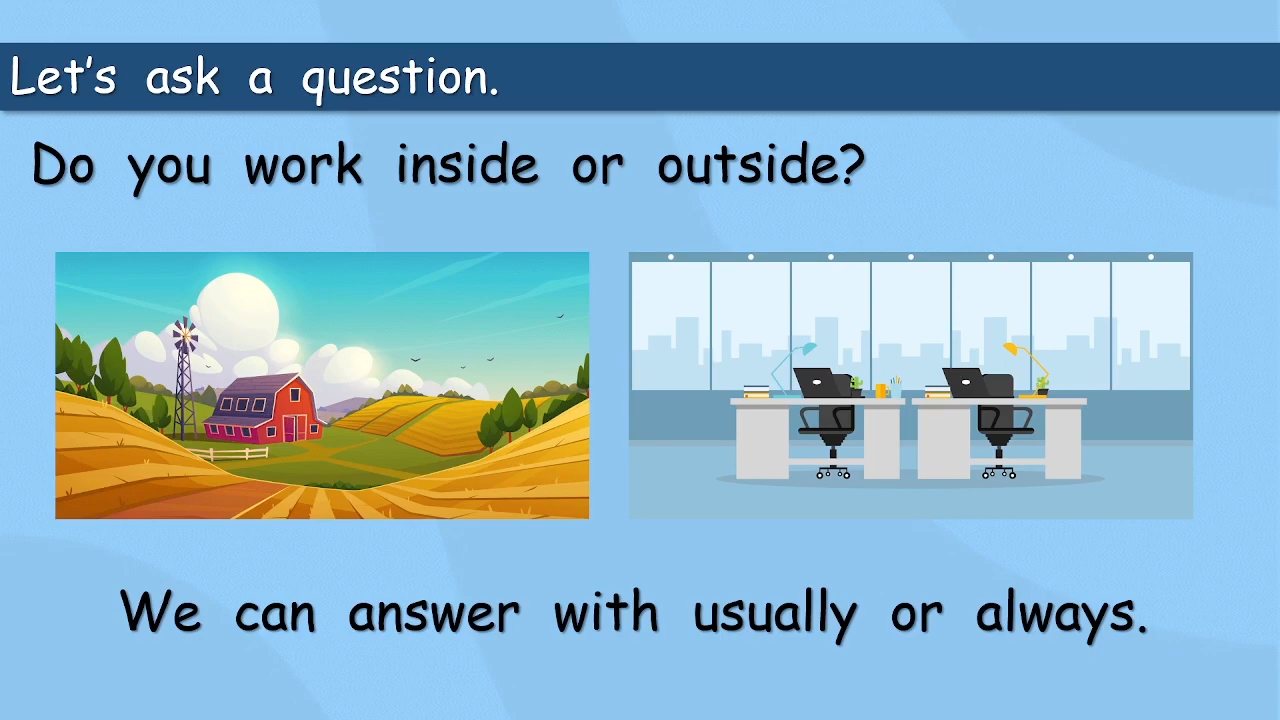 Let's ask a question.
Do you work inside or outside?
We can answer with usually or always.